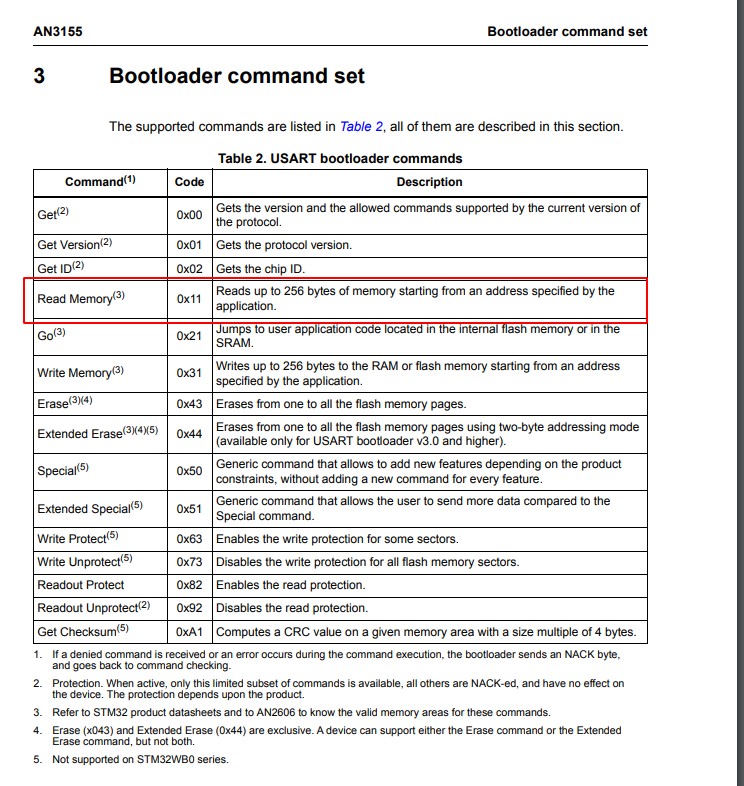 AN3155 Bootloader command set
3 Bootloader command set
The supported commands are listed in Table 2, all of them are described in this section.
Table 2. USART bootloader commands
Command(1) Code Description
Get(2) 0x00 Gets the version and the allowed commands supported by the current version of
the protocol.
Get Version(2) 0x01 Gets the protocol version.
Get ID(2) 0x02 Gets the chip ID.
Read Memory(3) 0x11 Reads up to 256 bytes of memory starting from an address specified by the
application.
Go(3) 0x21 Jumps to user application code located in the internal flash memory or in the
SRAM.
Write Memory(3) 0x31 Writes up to 256 bytes to the RAM or flash memory starting from an address
specified by the application.
Erase(3)(4) 0x43 Erases from one to all the flash memory pages.
Extended Erase(3)(4)(5) 0x44 Erases from one to all the flash memory pages using two-byte addressing mode
(available only for USART bootloader v3.0 and higher).
Special(5) 0x50 Generic command that allows to add new features depending on the product
constraints, without adding a new command for every feature.
Extended Special(5) 0x51 Generic command that allows the user to send more data compared to the
Special command.
Write Protect(5) 0x63 Enables the write protection for some sectors.
Write Unprotect(5) 0x73 Disables the write protection for all flash memory sectors.
Readout Protect 0x82 Enables the read protection.
Readout Unprotect(2) 0x92 Disables the read protection.
Get Checksum(5) 0xA1 Computes a CRC value on a given memory area with a size multiple of 4 bytes.
1. If a denied command is received or an error occurs during the command execution, the bootloader sends an NACK byte,
and goes back to command checking.
2. Protection. When active, only this limited subset of commands is available, all others are NACK-ed, and have no effect on
the device. The protection depends upon the product.
3. Refer to STM32 product datasheets and to AN2606 to know the valid memory areas for these commands.
4. Erase (x043) and Extended Erase (0x44) are exclusive. A device can support either the Erase command or the Extended
Erase command, but not both.
5. Not supported on STM32WB0 series.